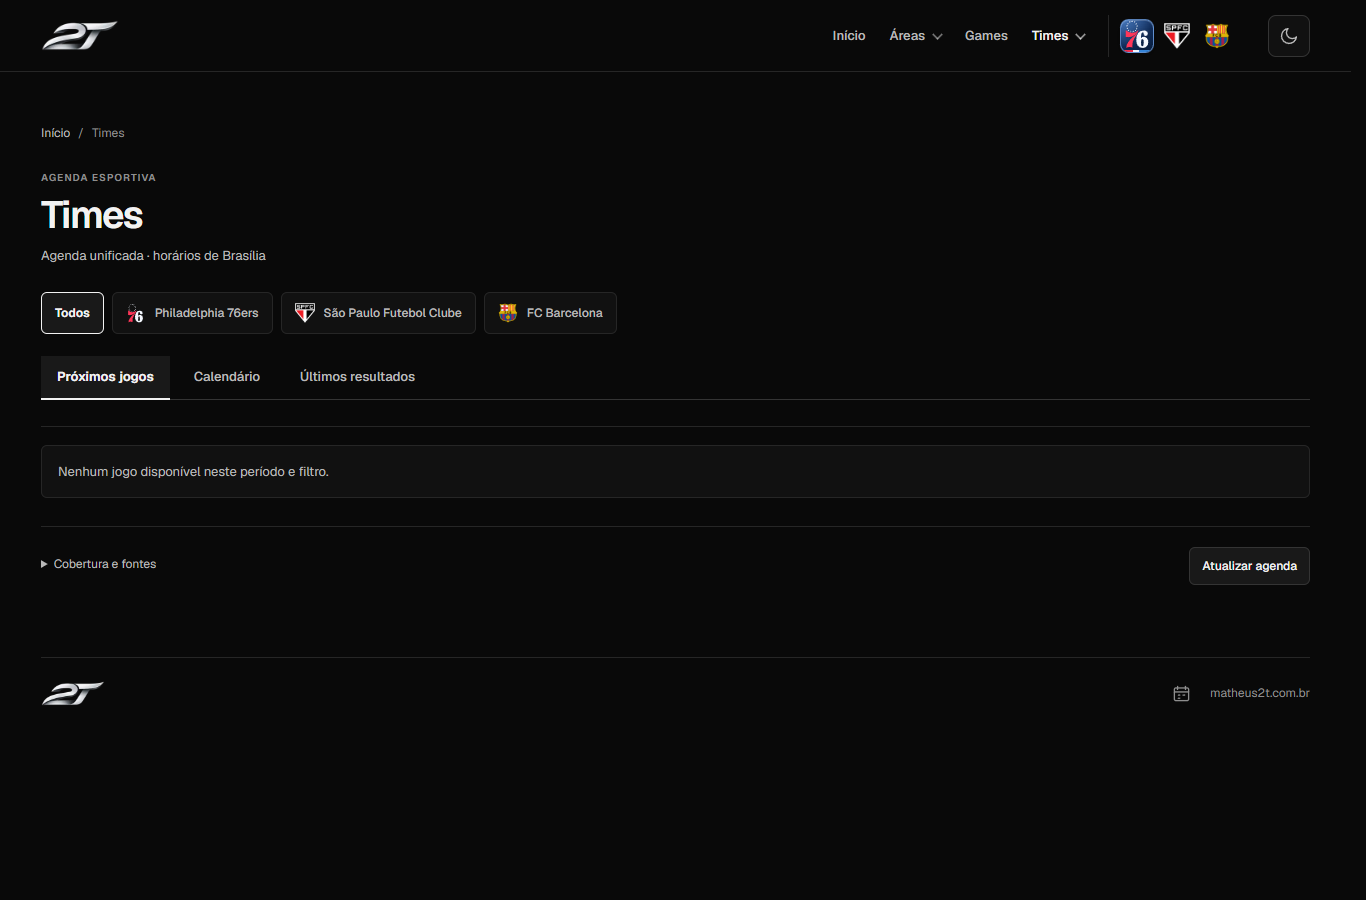 2T
Início Áreas Games Times 76 SPFC
Início / Times
AGENDA ESPORTIVA
Times
Agenda unificada · horários de Brasília
Todos 76 Philadelphia 76ers SPFC São Paulo Futebol Clube FC Barcelona
Próximos jogos Calendário Últimos resultados
Nenhum jogo disponível neste período e filtro.
Cobertura e fontes Atualizar agenda
2T matheus2t.com.br